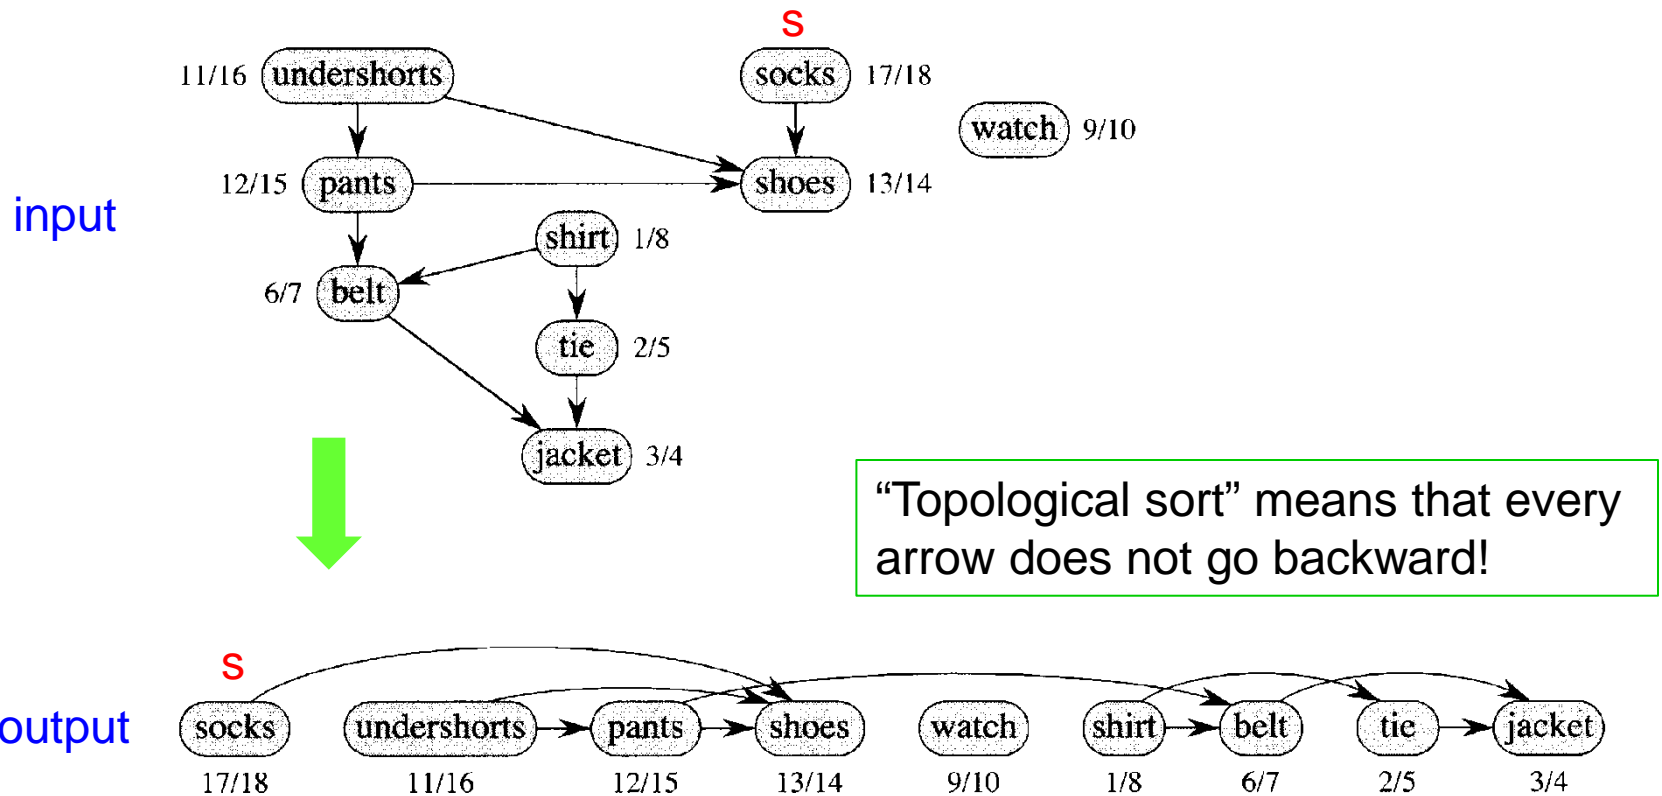 s
11/16 undershorts socks 17/18
watch 9/10
12/15 pants shoes 13/14
input
shirt 1/8
6/7 belt
tie 2/5
jacket 3/4
“Topological sort” means that every
arrow does not go backward!
s
output socks undershorts pants shoes watch shirt belt tie jacket
17/18 11/16 12/15 13/14 9/10 1/8 6/7 2/5 3/4